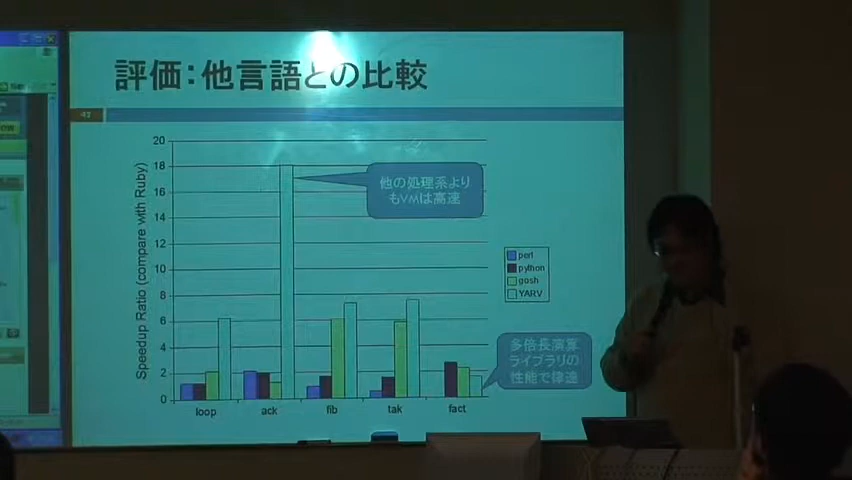 評価：他言語との比較
42
Speedup Ratio (compare with Ruby)
20
18
16
14
12
10
8
6
4
2
0
loop ack fib tak fact
他の処理系より
もVMは高速
perl
python
gosh
YARV
多倍長演算
ライブラリの
性能で律速